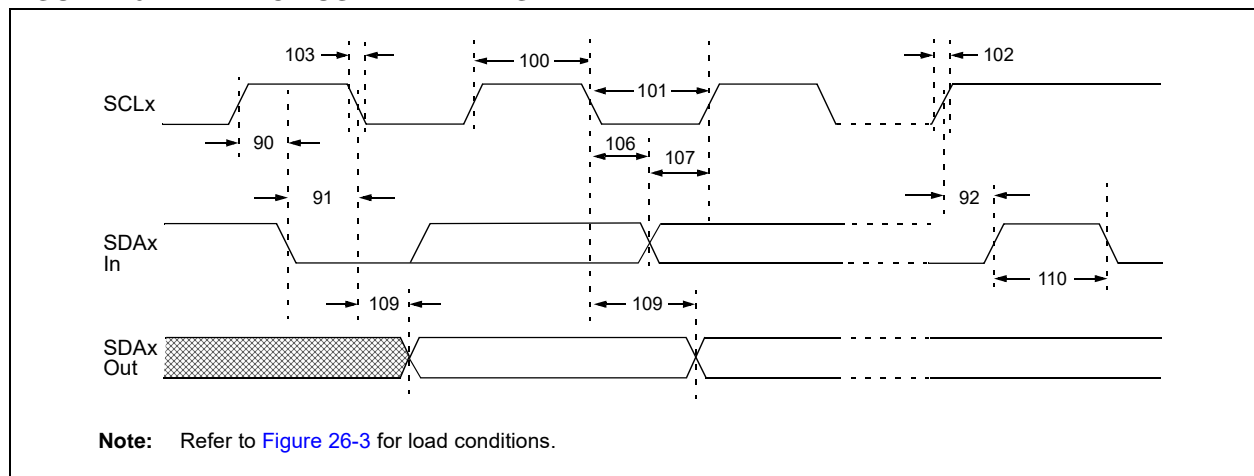 103
100
102
SCLx
101
90
106
107
91
92
SDAx
In
110
109
109
SDAx
Out
Note: Refer to Figure 26-3 for load conditions.